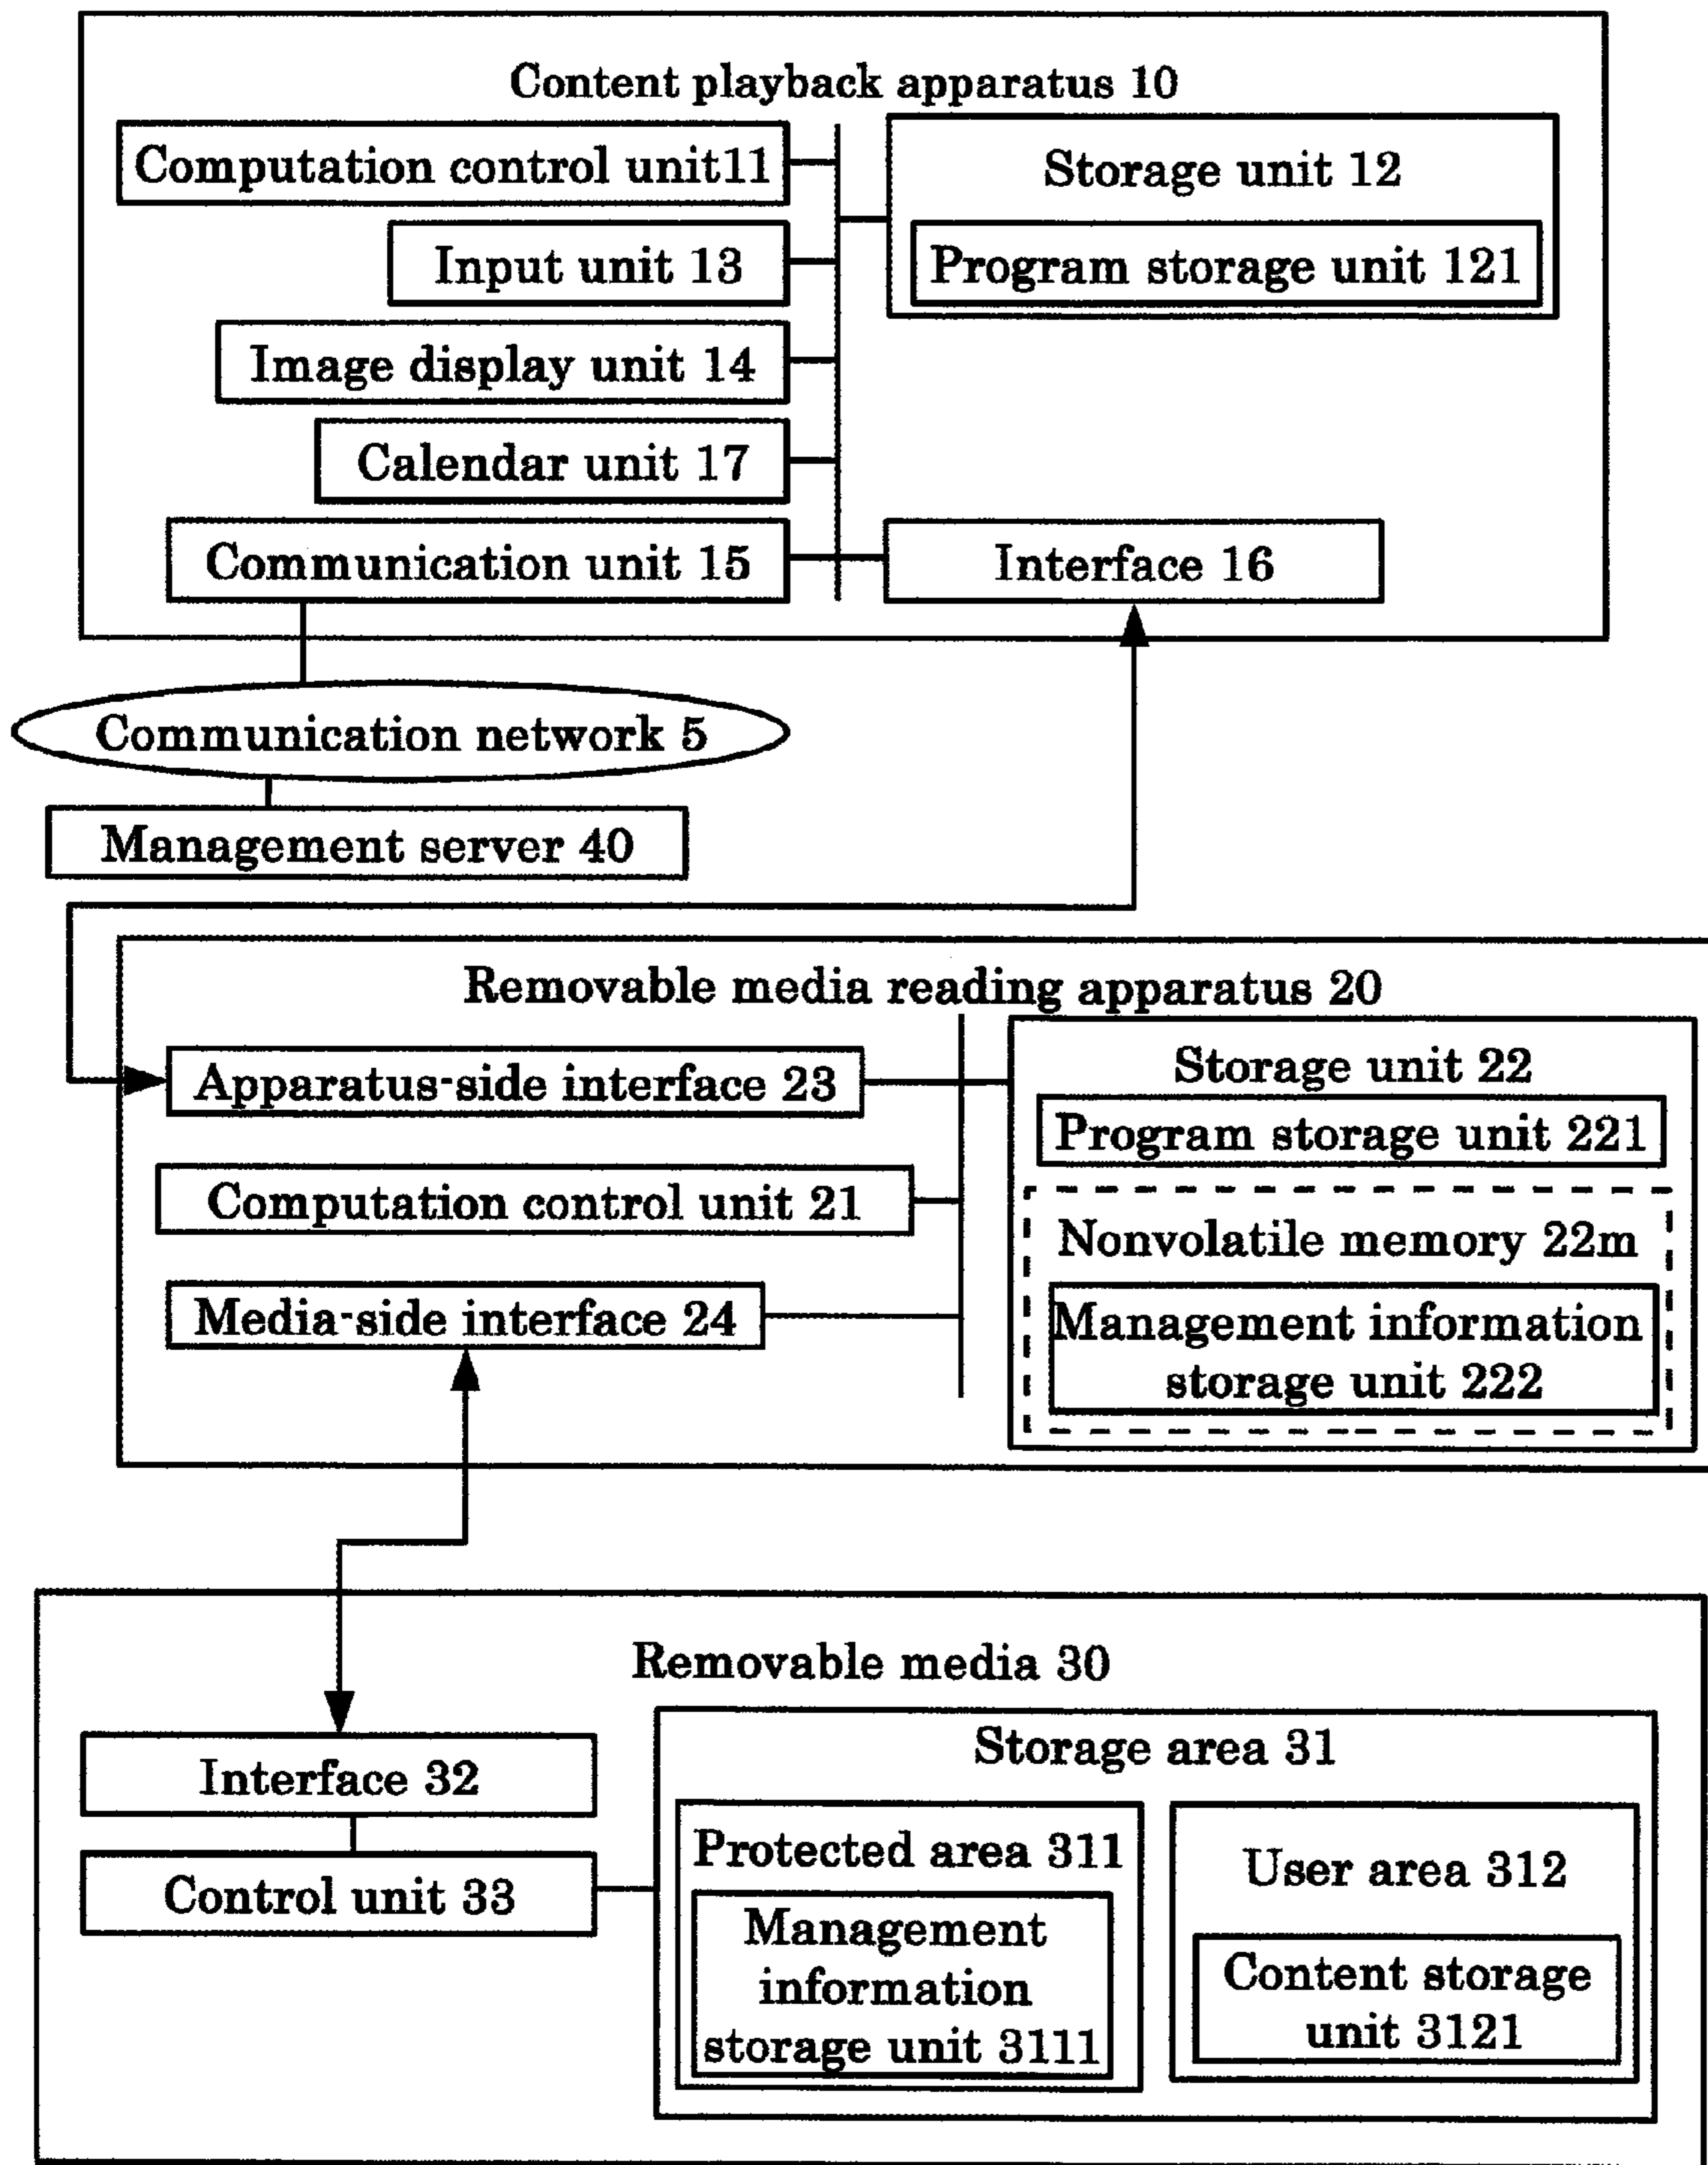 Content playback apparatus 10
Computation control unit11
Storage unit 12
Input unit 13
Program storage unit 121
Image display unit 14
Calendar unit 17
Communication unit 15
Interface 16
Communication network 5
Management server 40
Removable media reading apparatus 20
Apparatus-side interface 23
Storage unit 22
Program storage unit 221
Computation control unit 21
Nonvolatile memory 22m
Media-side interface 24
Management information
storage unit 222
Removable media 30
Interface 32
Control unit 33
Storage area 31
Protected area 311
Management
information
storage unit 3111
User area 312
Content storage
unit 3121